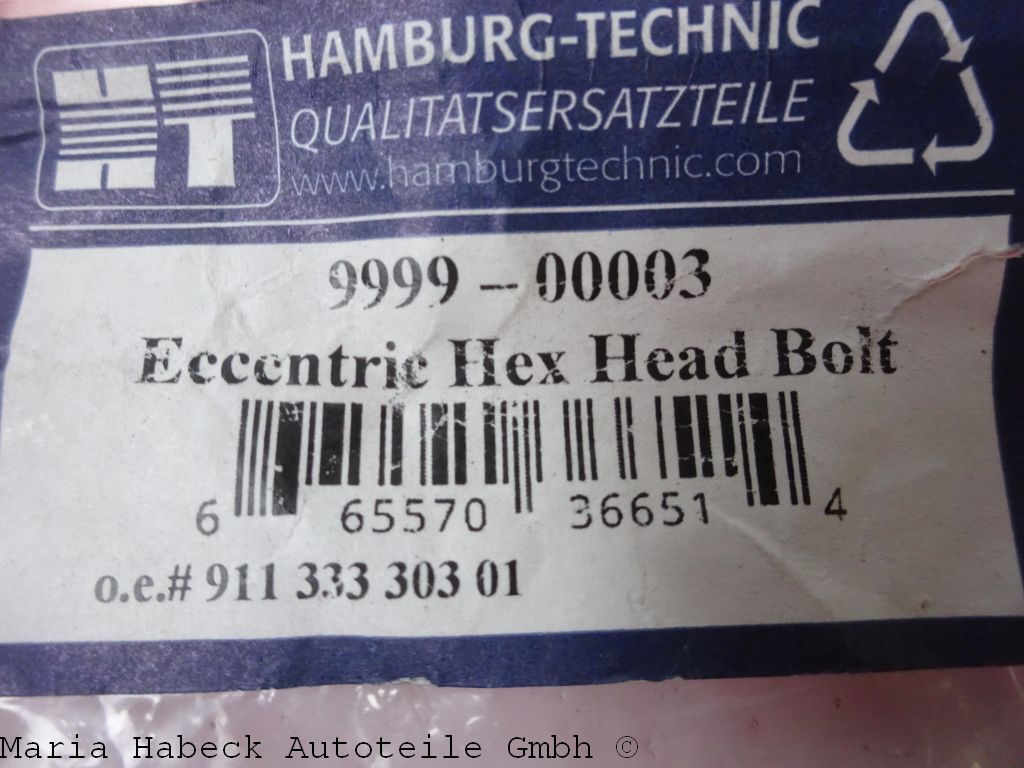 HT
HAMBURG-TECHNIC
QUALITATSERSATZTEILE
www.hamburgtechnic.com
9999 – 00003
Eccentric Hex Head Bolt
6 65570 36651 4
o.e.# 911 333 303 01
Maria Habeck Autoteile Gmbh ©